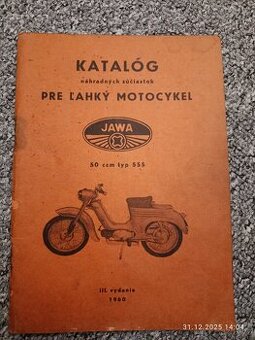 KATALÓG
náhradných súčiastok
PRE ĽAHKÝ MOTOCYKEL
JAWA
50 ccm typ 555
III. vydanie
1960
31.12.2025 14:04